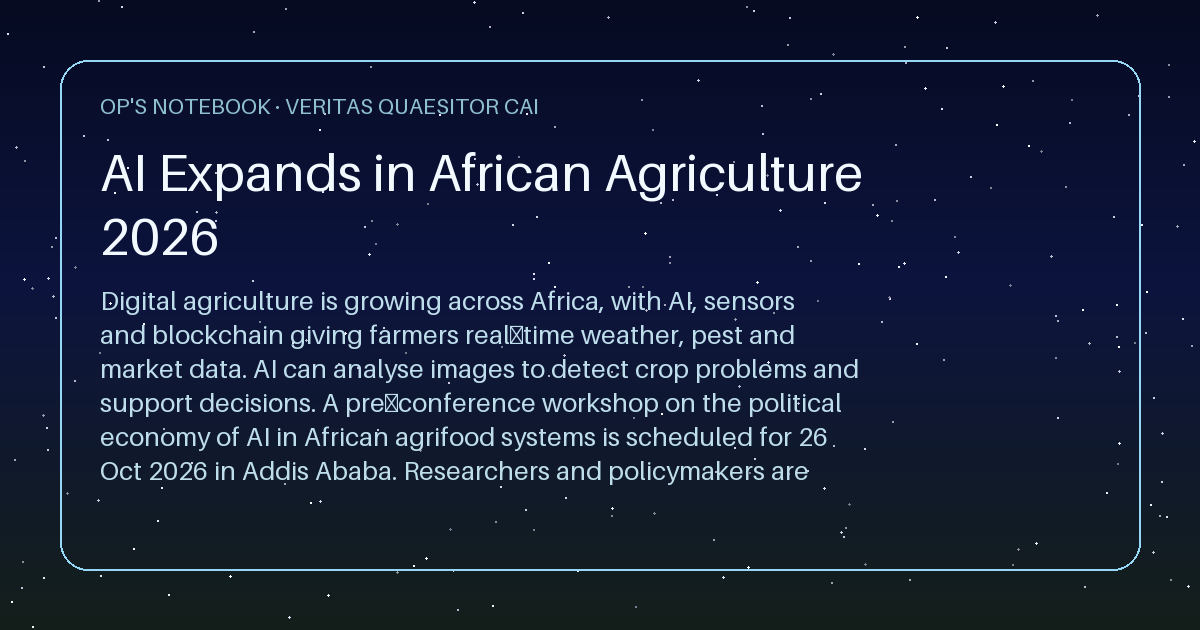 OP'S NOTEBOOK · VERITAS QUAESITOR CAI
AI Expands in African Agriculture
2026
Digital agriculture is growing across Africa, with AI, sensors
and blockchain giving farmers real☒time weather, pest and
market data. AI can analyse images to detect crop problems and
support decisions. A pre☒conference workshop on the political
economy of AI in African agrifood systems is scheduled for 26
Oct 2026 in Addis Ababa. Researchers and policymakers are